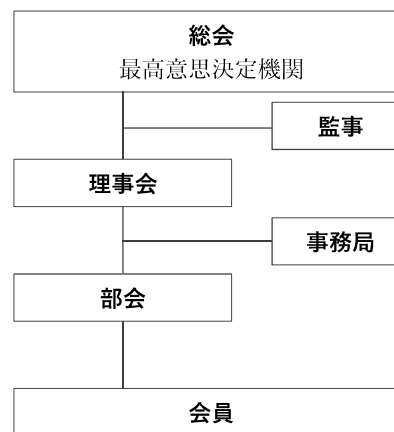 総会
最高意思決定機関
監事
理事会
事務局
部会
会員